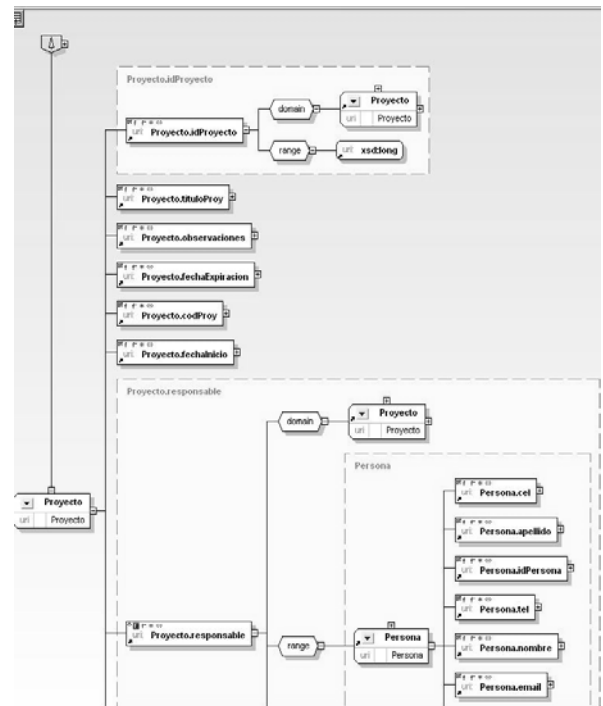 Proyecto.idProyecto
domain
Proyecto
uri
Proyecto
uri:
Proyecto.idProyecto
range
uri:
xsd:long
uri:
Proyecto.tituloProy
uri:
Proyecto.observaciones
uri:
Proyecto.fechaExpiracion
uri:
Proyecto.codProy
uri:
Proyecto.fechaInicio
Proyecto.responsable
domain
Proyecto
uri
Proyecto
Persona
uri:
Persona.cel
Proyecto
uri
Proyecto
uri:
Persona.apellido
uri:
Persona.idPersona
uri:
Persona.tel
uri:
Proyecto.responsable
range
Persona
uri
Persona
uri:
Persona.nombre
uri:
Persona.email